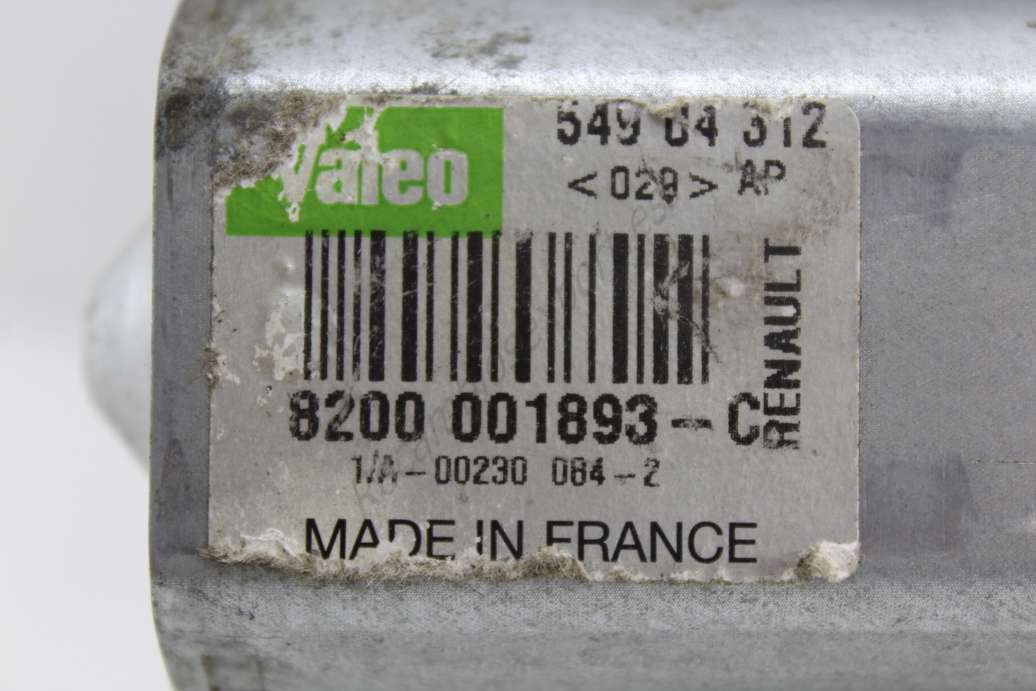 Valeo
549 04 312
<029> AP
RENAULT
8200 001893-C
1/A-00230 084-2
MADE IN FRANCE